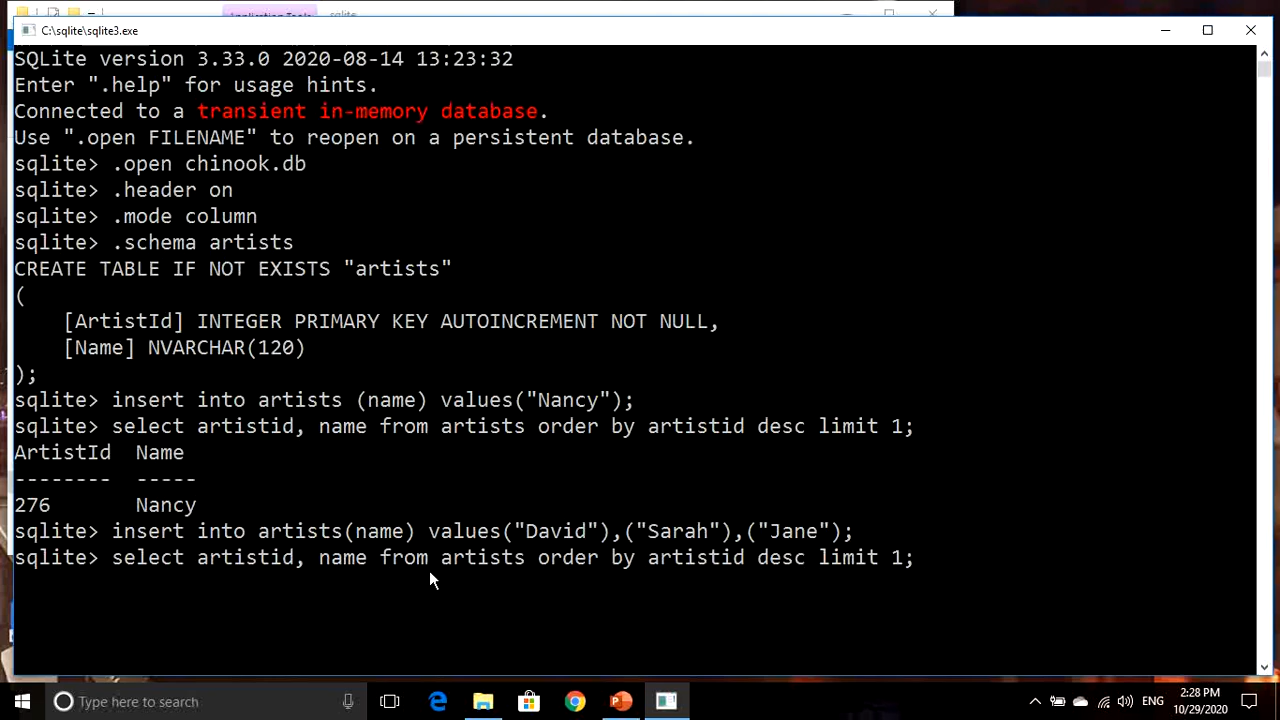 sqlite
C:\sqlite\sqlite3.exe
SQLite version 3.33.0 2020-08-14 13:23:32
Enter ".help" for usage hints.
Connected to a transient in-memory database.
Use ".open FILENAME" to reopen on a persistent database.
sqlite> .open chinook.db
sqlite> .header on
sqlite> .mode column
sqlite> .schema artists
CREATE TABLE IF NOT EXISTS "artists"
(
    [ArtistId] INTEGER PRIMARY KEY AUTOINCREMENT NOT NULL,
    [Name] NVARCHAR(120)
);
sqlite> insert into artists (name) values("Nancy");
sqlite> select artistid, name from artists order by artistid desc limit 1;
ArtistId  Name
--------  -----
276       Nancy
sqlite> insert into artists(name) values("David"),("Sarah"),("Jane");
sqlite> select artistid, name from artists order by artistid desc limit 1;
Type here to search
ENG
2:28 PM
10/29/2020